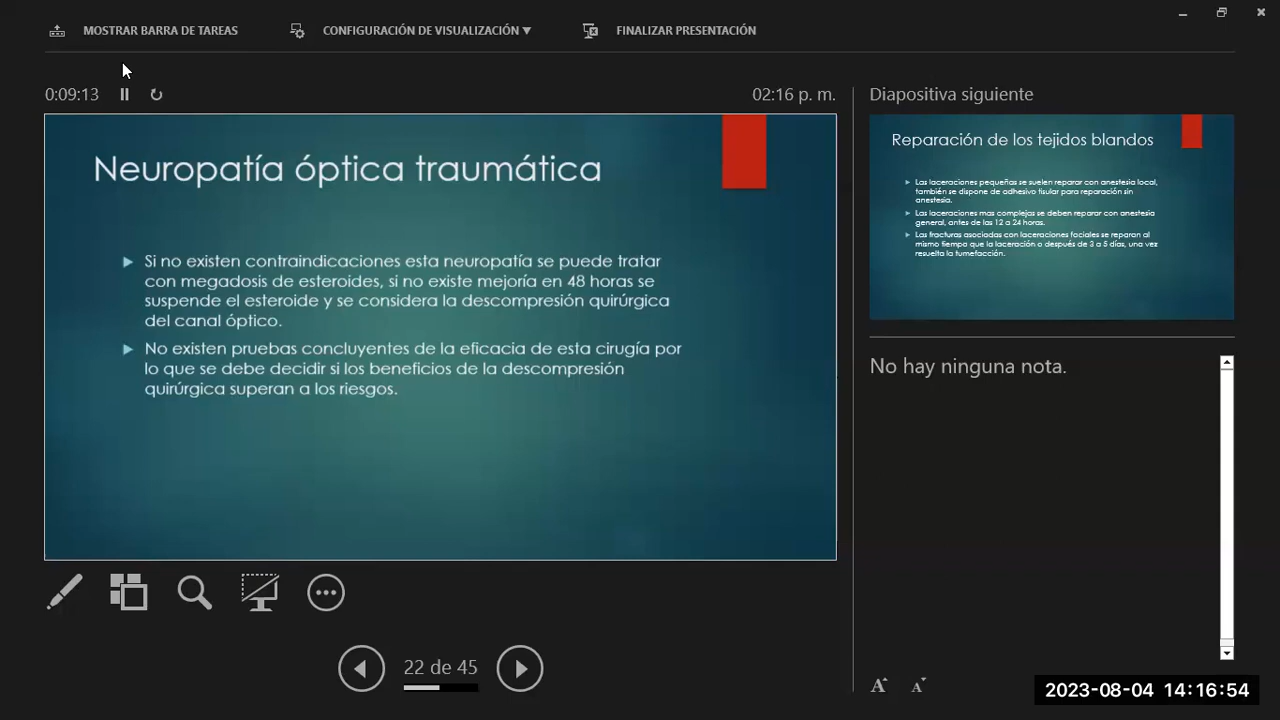 MOSTRAR BARRA DE TAREAS
CONFIGURACIÓN DE VISUALIZACIÓN
FINALIZAR PRESENTACIÓN
0:09:13
02:16 p. m.
Neuropatía óptica traumática
Si no existen contraindicaciones esta neuropatía se puede tratar
con megadosis de esteroides, si no existe mejoría en 48 horas se
suspende el esteroide y se considera la descompresión quirúrgica
del canal óptico.
No existen pruebas concluyentes de la eficacia de esta cirugía por
lo que se debe decidir si los beneficios de la descompresión
quirúrgica superan a los riesgos.
22 de 45
Diapositiva siguiente
Reparación de los tejidos blandos
Las laceraciones pequeñas se suelen reparar con anestesia local,
también se dispone de adhesivo tisular para reparación sin
anestesia.
Las laceraciones mas complejas se deben reparar con anestesia
general, antes de las 12 a 24 horas.
Las fracturas asociadas con laceraciones faciales se reparan al
mismo tiempo que la laceración o después de 3 a 5 días, una vez
resuelta la tumefacción.
No hay ninguna nota.
A A
2023-08-04 14:16:54